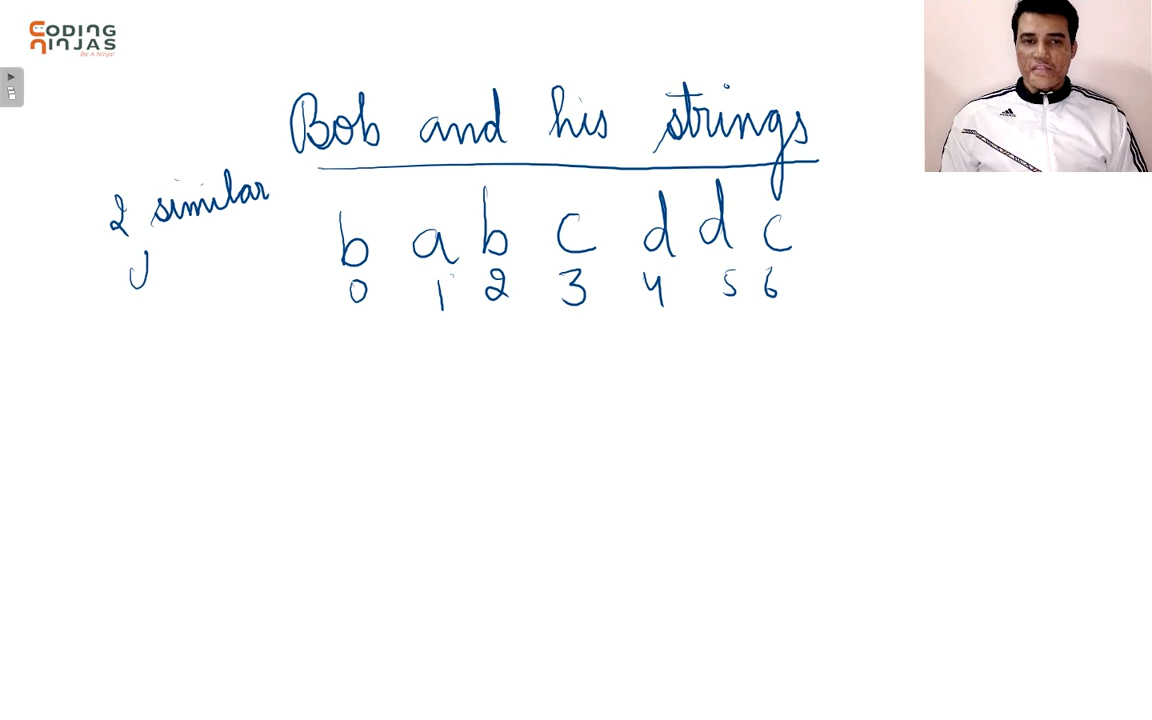 CODING
NINJAS
Be A Ninja!
Bob and his strings
2 similar
b a b c d d c
0 1 2 3 4 5 6